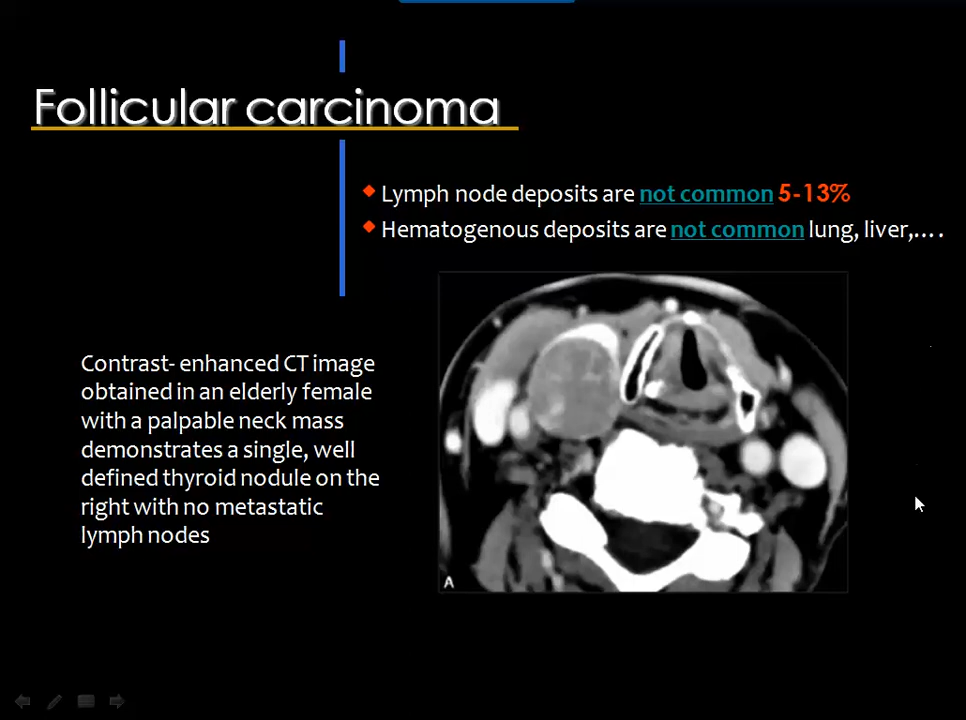 Follicular carcinoma
Lymph node deposits are not common 5-13%
Hematogenous deposits are not common lung, liver,....
Contrast- enhanced CT image
obtained in an elderly female
with a palpable neck mass
demonstrates a single, well
defined thyroid nodule on the
right with no metastatic
lymph nodes
A